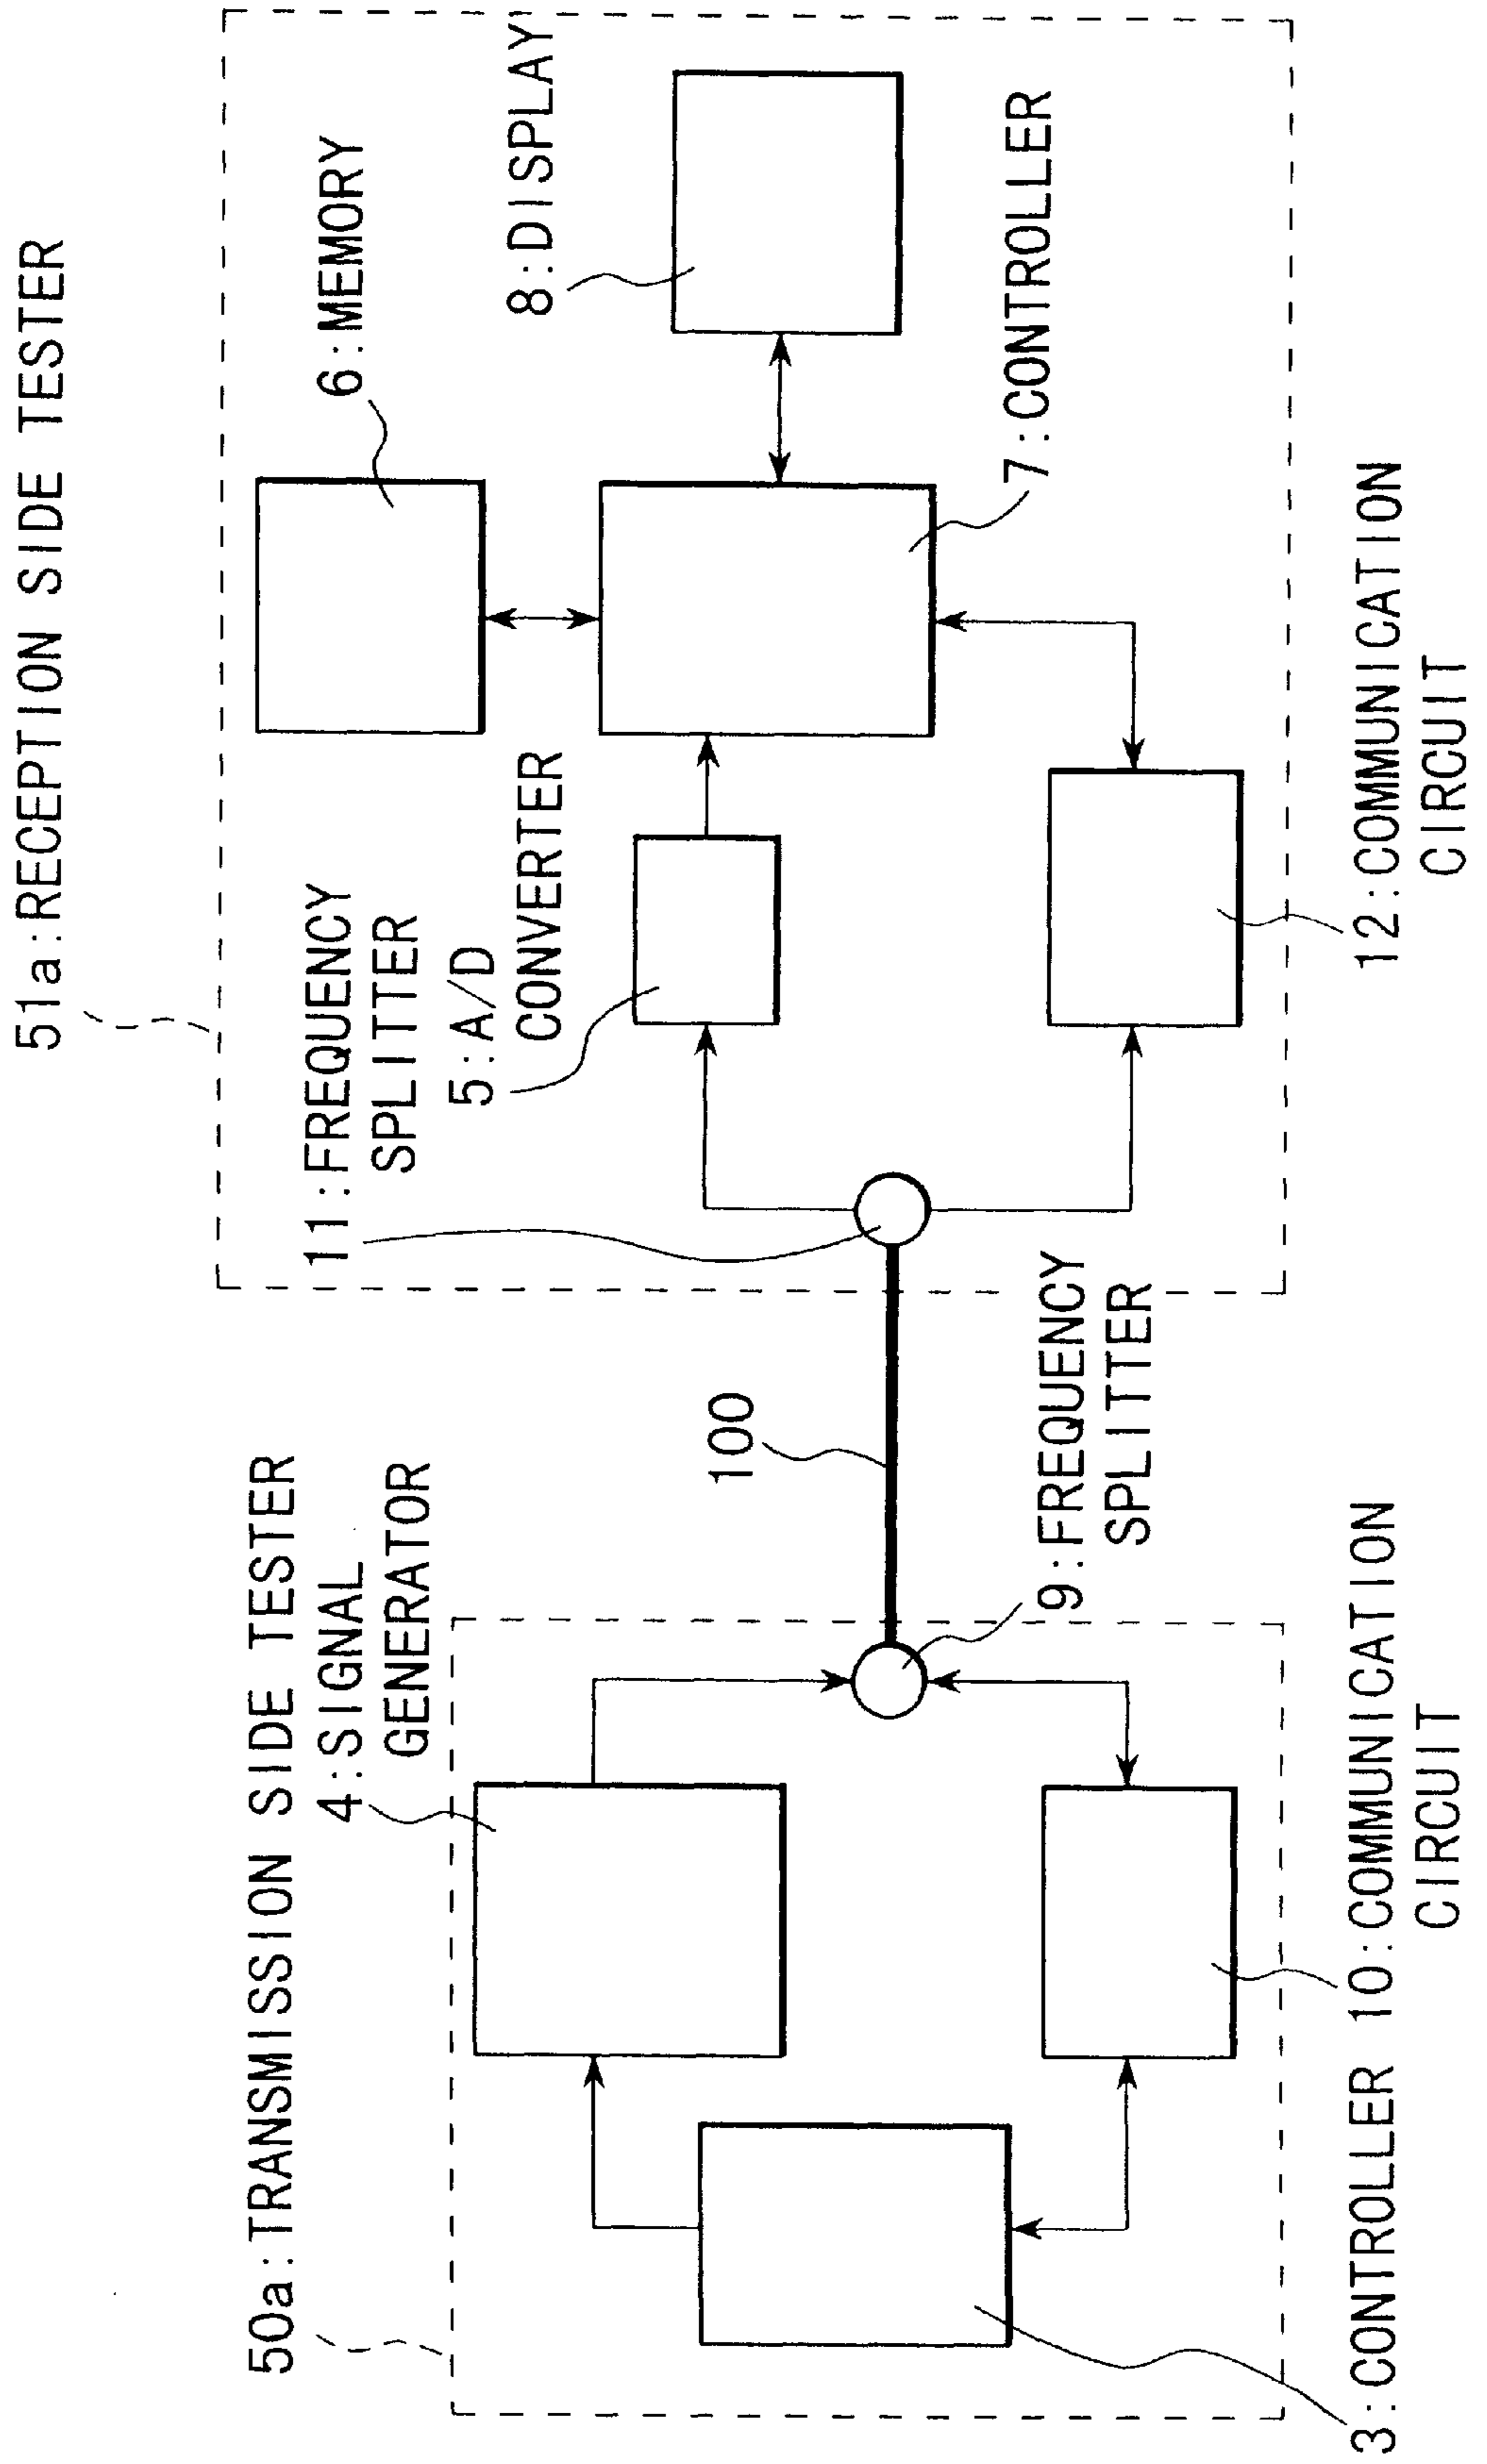 51a:RECEPTION SIDE TESTER
6:MEMORY
8:DISPLAY
11:FREQUENCY
SPLITTER
5:A/D
CONVERTER
7:CONTROLLER
12:COMMUNICATION
CIRCUIT
100
9:FREQUENCY
SPLITTER
50a:TRANSMISSION SIDE TESTER
4:SIGNAL
GENERATOR
3:CONTROLLER
10:COMMUNICATION
CIRCUIT